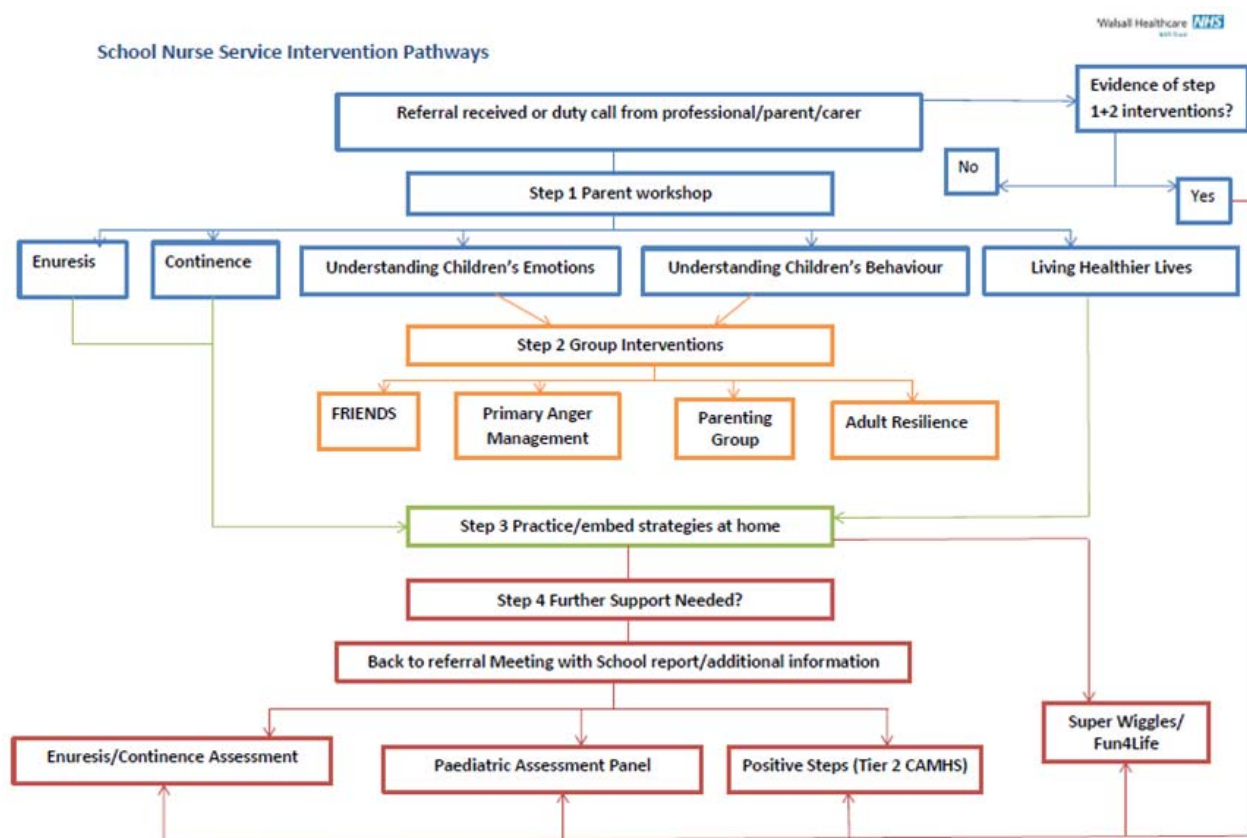 Walsall Healthcare NHS
NHS Trust
School Nurse Service Intervention Pathways
Evidence of step
1+2 interventions?
Referral received or duty call from professional/parent/carer
No
Yes
Step 1 Parent workshop
Enuresis
Continence
Understanding Children's Emotions
Understanding Children's Behaviour
Living Healthier Lives
Step 2 Group Interventions
FRIENDS
Primary Anger
Management
Parenting
Group
Adult Resilience
Step 3 Practice/embed strategies at home
Step 4 Further Support Needed?
Back to referral Meeting with School report/additional information
Super Wiggles/
Fun4Life
Enuresis/Continence Assessment
Paediatric Assessment Panel
Positive Steps (Tier 2 CAMHS)